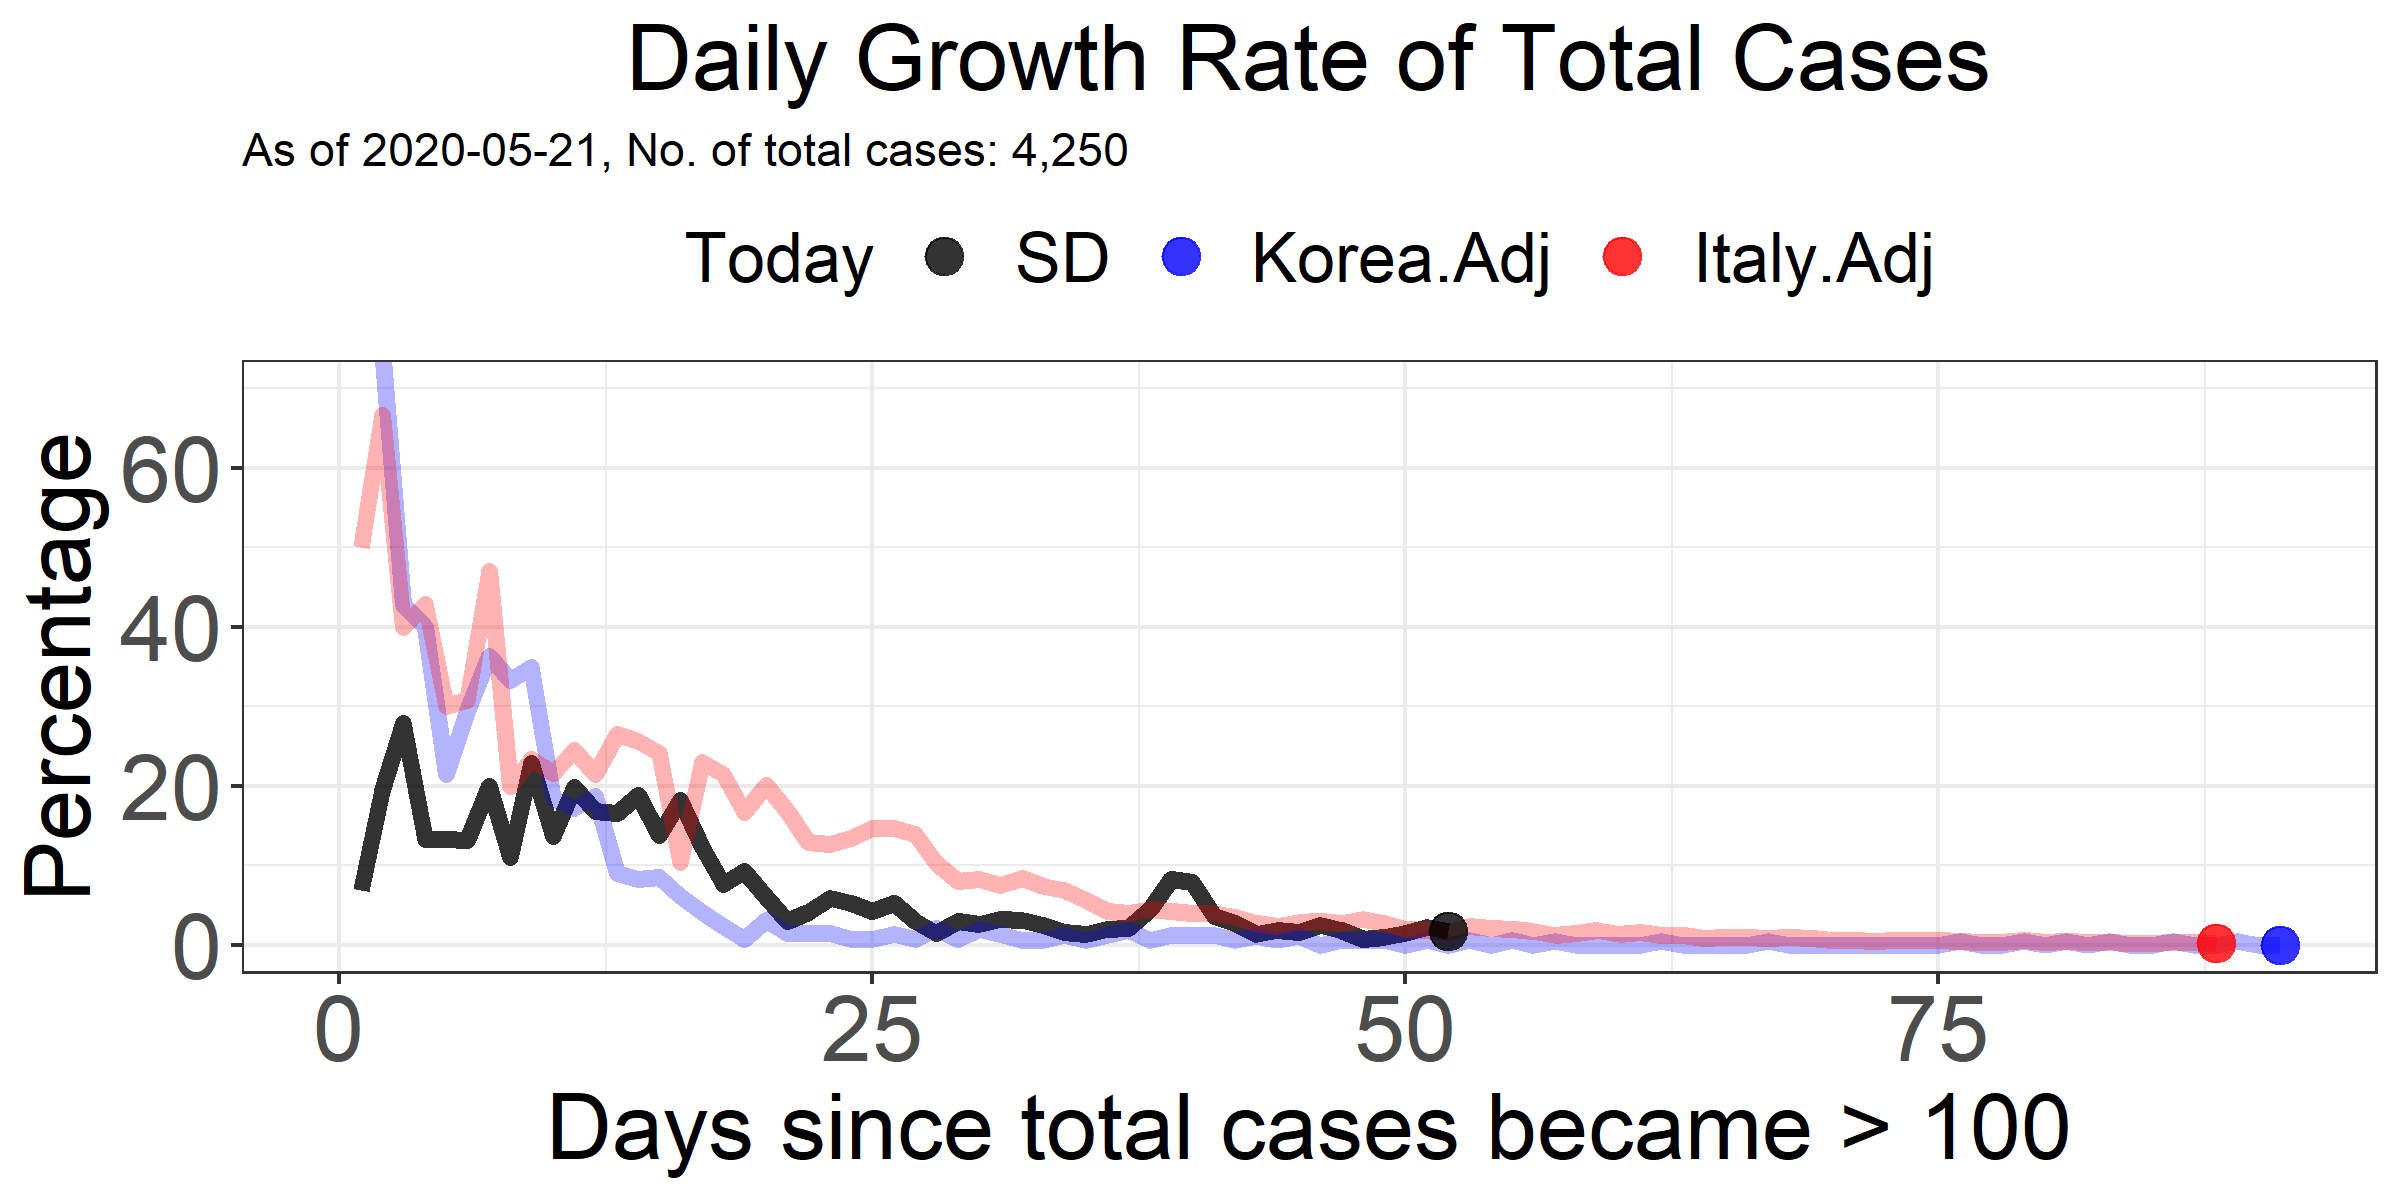 Daily Growth Rate of Total Cases
As of 2020-05-21, No. of total cases: 4,250
Today SD Korea.Adj Italy.Adj
Percentage
60
40
20
0
0 25 50 75
Days since total cases became > 100